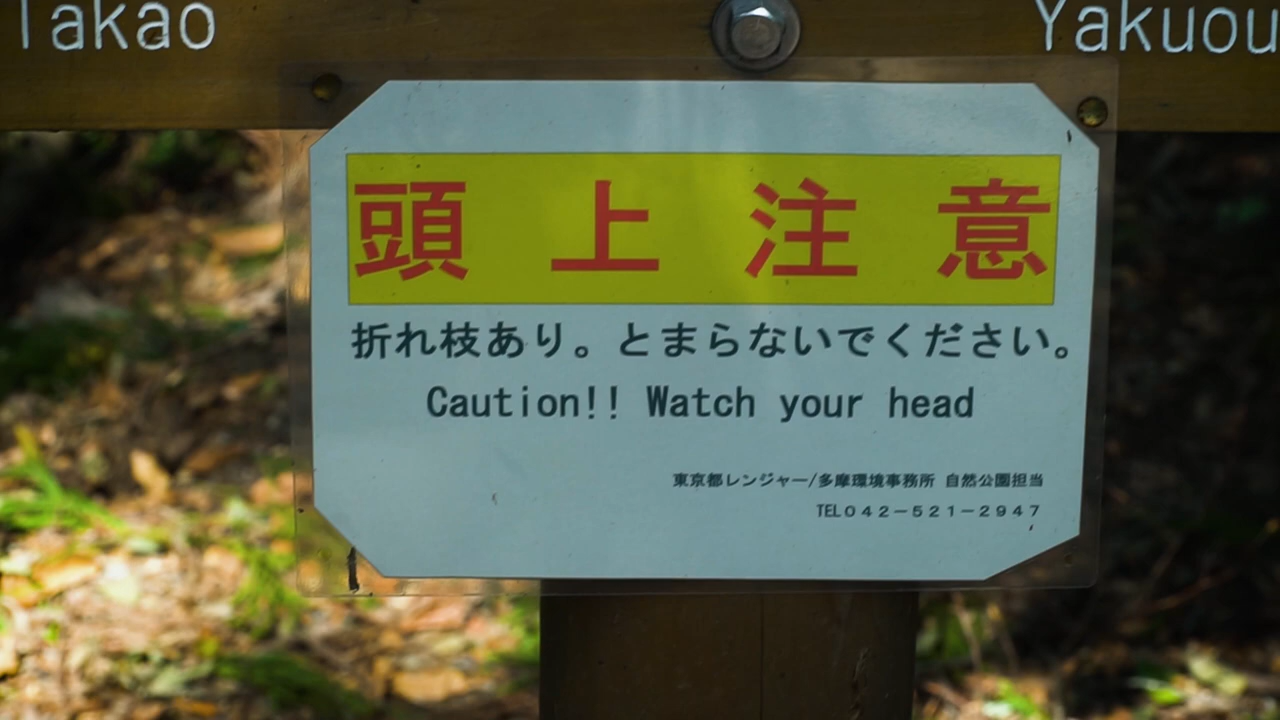 Takao Yakuou
頭上注意
折れ枝あり。とまらないでください。
Caution!! Watch your head
東京都レンジャー/多摩環境事務所 自然公園担当
TEL042-521-2947